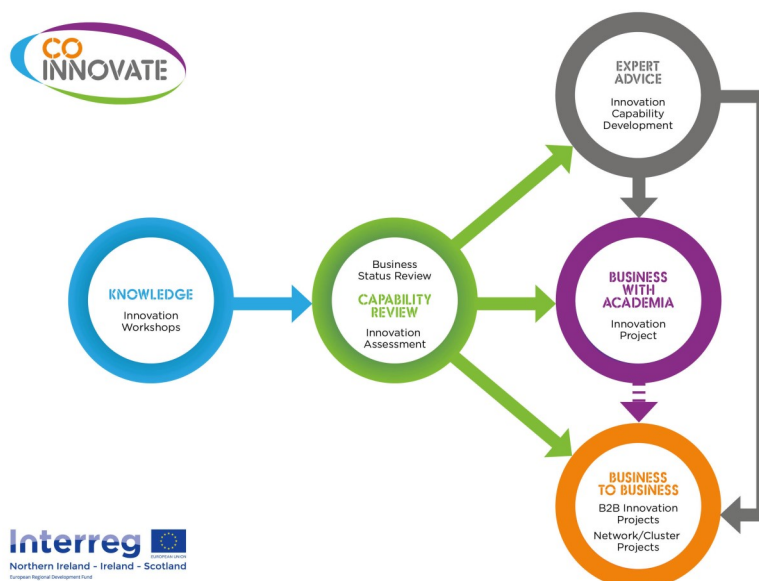 CO
INNOVATE
EXPERT
ADVICE
Innovation
Capability
Development
KNOWLEDGE
Innovation
Workshops
Business
Status Review
CAPABILITY
REVIEW
Innovation
Assessment
BUSINESS
WITH
ACADEMIA
Innovation
Project
BUSINESS
TO BUSINESS
B2B Innovation
Projects
Network/Cluster
Projects
Interreg
EUROPEAN UNION
Northern Ireland - Ireland - Scotland
European Regional Development Fund